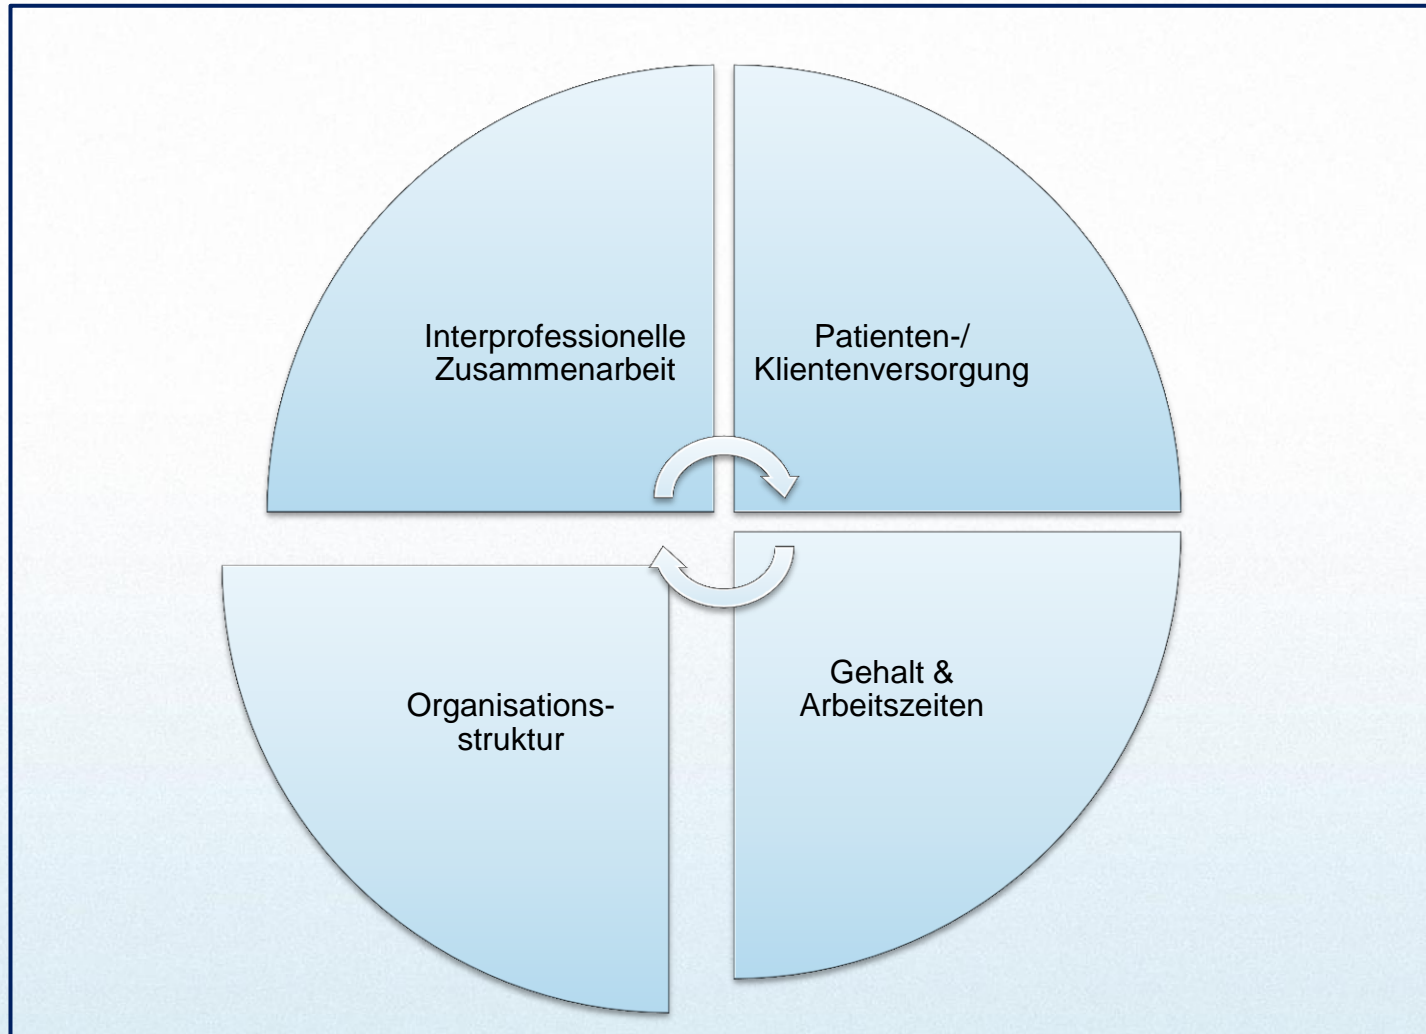 Interprofessionelle
Zusammenarbeit
Patienten-/
Klientenversorgung
Organisations-
struktur
Gehalt &
Arbeitszeiten